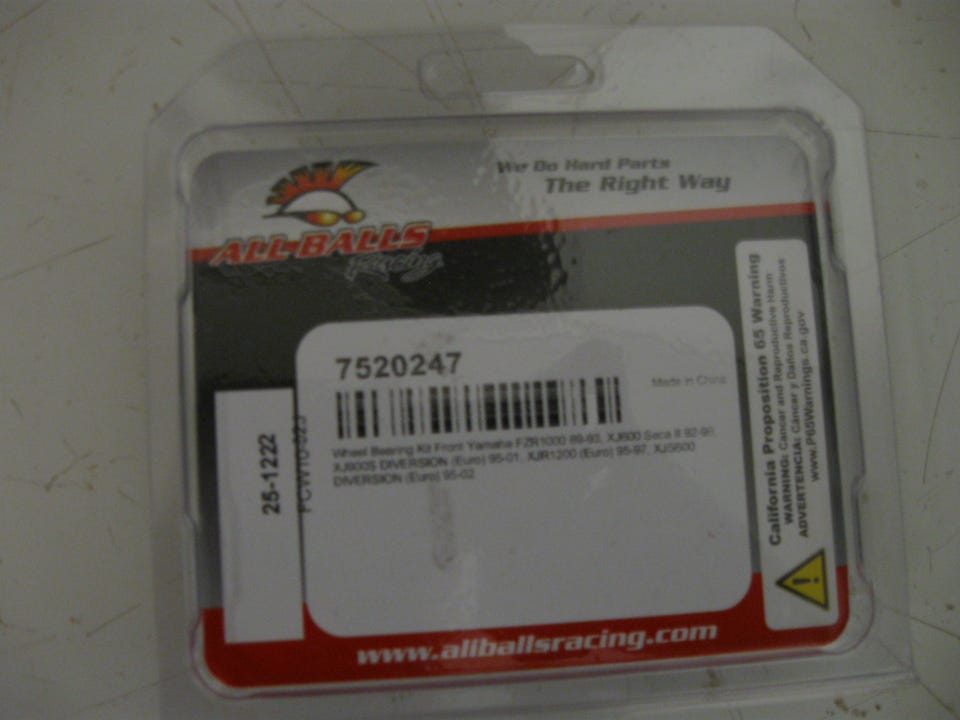 We Do Hard Parts
The Right Way
ALL BALLS
Racing
7520247
Made in China
Wheel Bearing Kit Front Yamaha FZR1000 89-93, XJ600 Seca II 92-98,
XJ900S DIVERSION (Euro) 95-01, XJR1200 (Euro) 95-97, XJS600
DIVERSION (Euro) 95-02
25-1222
California Proposition 65 Warning
WARNING: Cancer and Reproductive Harm
ADVERTENCIA: Cancer y Daños Reproductivos
www.P65Warnings.ca.gov
www.allballsracing.com